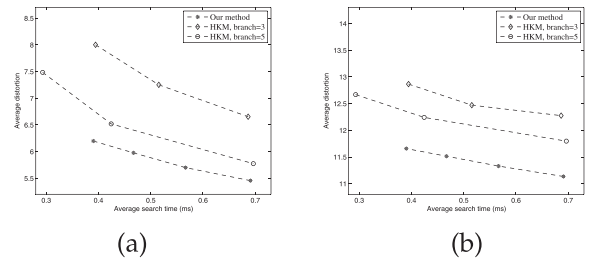 8.5
8
7.5
7
6.5
6
5.5
Average distortion
0.3 0.4 0.5 0.6 0.7
Average search time (ms)
Our method
HKM, branch=3
HKM, branch=5
(a)
14
13.5
13
12.5
12
11.5
11
Average distortion
0.3 0.4 0.5 0.6 0.7
Average search time (ms)
Our method
HKM, branch=3
HKM, branch=5
(b)